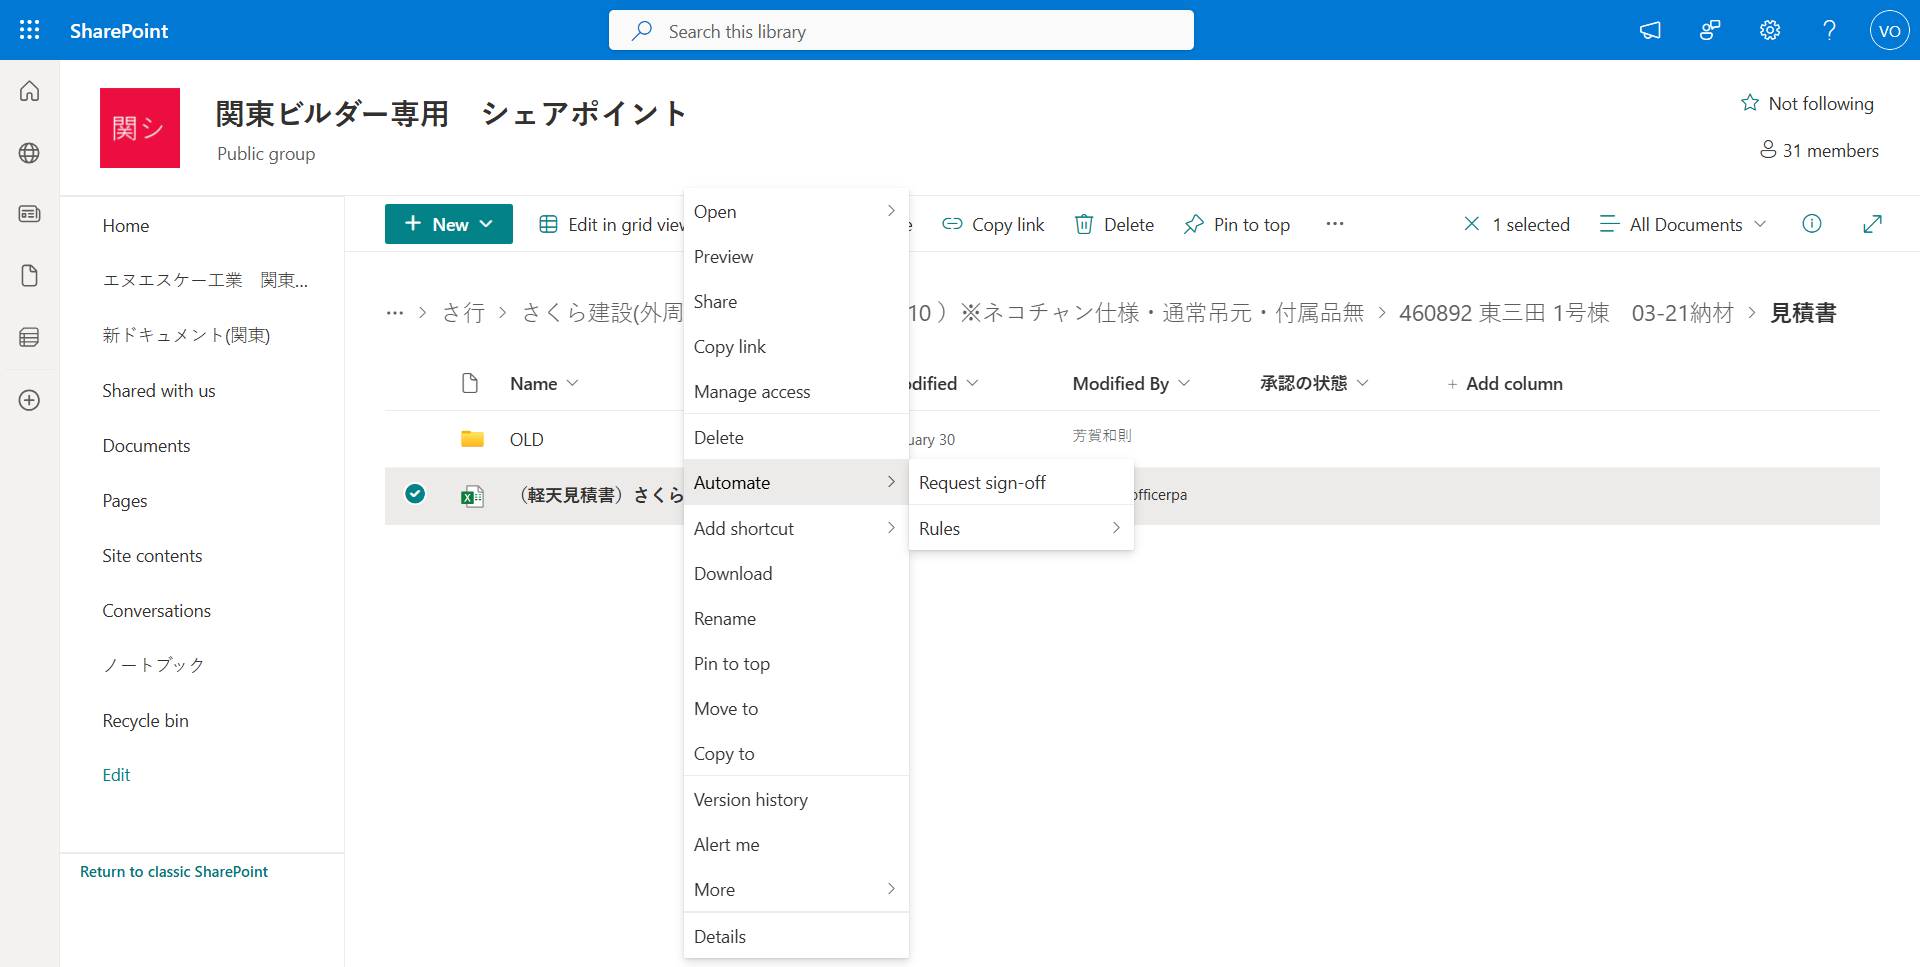 SharePoint
Search this library
VO
関シ
関東ビルダー専用　シェアポイント
Public group
Not following
31 members
Home
エヌエスケー工業　関東...
新ドキュメント(関東)
Shared with us
Documents
Pages
Site contents
Conversations
ノートブック
Recycle bin
Edit
Return to classic SharePoint
New
Edit in grid view
Copy link
Delete
Pin to top
1 selected
All Documents
さ行
さくら建設(外周
10 ）※ネコチャン仕様・通常吊元・付属品無
460892 東三田 1号棟　03-21納材
見積書
Name
Modified By
承認の状態
Add column
OLD
30
芳賀和則
（軽天見積書）さくら
Open
Preview
Share
Copy link
Manage access
Delete
Automate
Add shortcut
Download
Rename
Pin to top
Move to
Copy to
Version history
Alert me
More
Details
Request sign-off
Rules